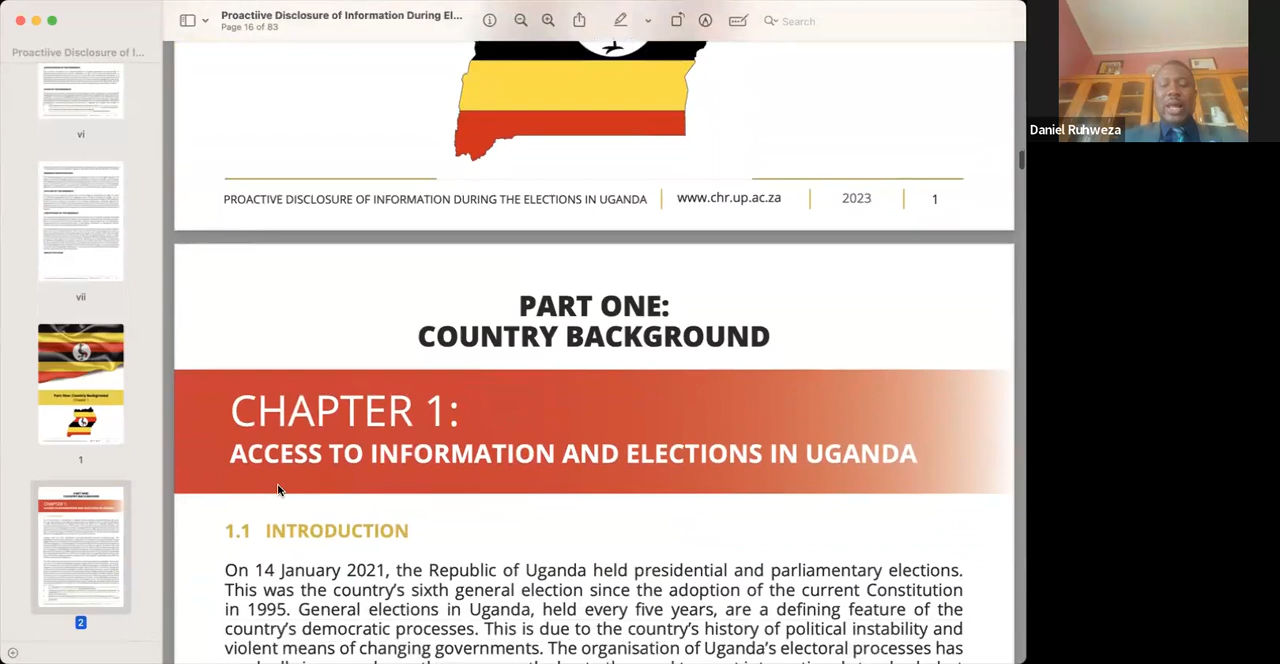 Proactiive Disclosure of Information During El...
Page 16 of 83
Search
Proactiive Disclosure of I...
vi
vii
Part One: Country Background
1
2
PROACTIVE DISCLOSURE OF INFORMATION DURING THE ELECTIONS IN UGANDA www.chr.up.ac.za 2023 1
PART ONE:
COUNTRY BACKGROUND
CHAPTER 1:
ACCESS TO INFORMATION AND ELECTIONS IN UGANDA
1.1 INTRODUCTION
On 14 January 2021, the Republic of Uganda held presidential and parliamentary elections.
This was the country's sixth general election since the adoption of the current Constitution
in 1995. General elections in Uganda, held every five years, are a defining feature of the
country's democratic processes. This is due to the country's history of political instability and
violent means of changing governments. The organisation of Uganda's electoral processes has
Daniel Ruhweza